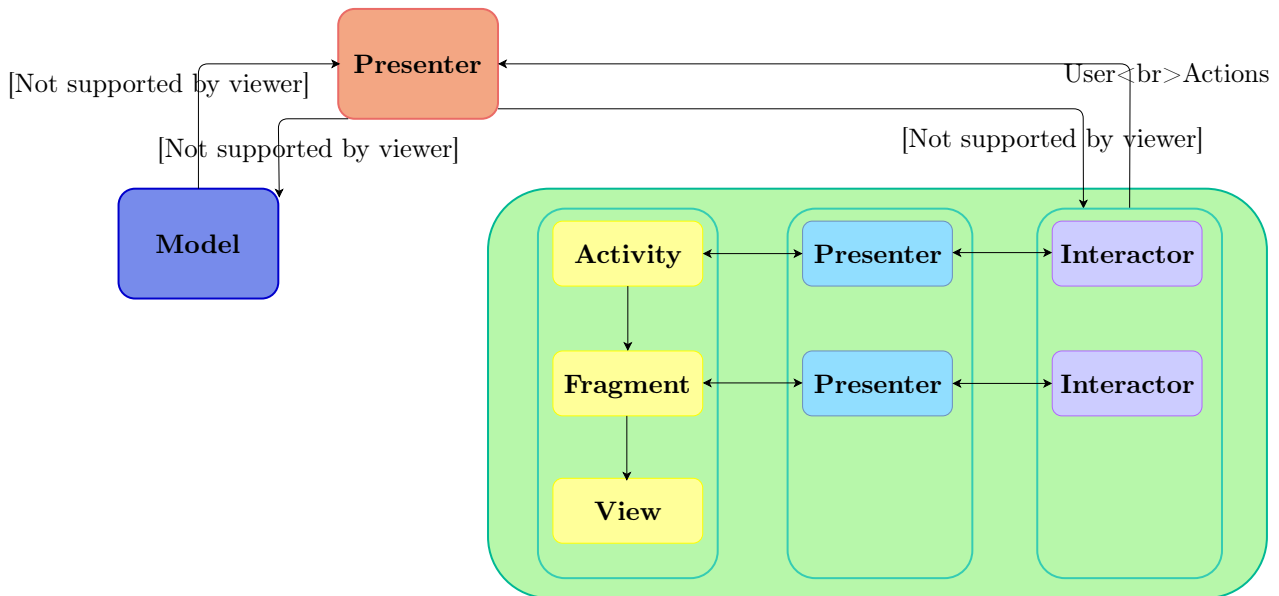 Presenter
[Not supported by viewer]
User<br>Actions
[Not supported by viewer]
[Not supported by viewer]
Model
Activity
Presenter
Interactor
Fragment
Presenter
Interactor
View